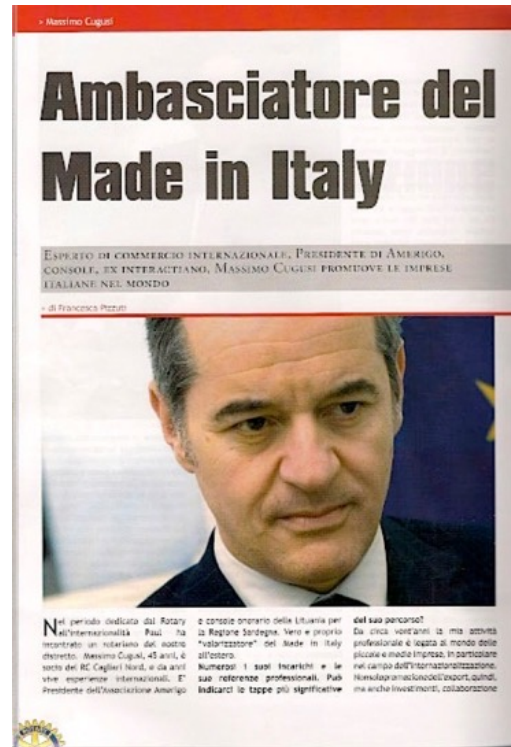 > Massimo Cugusi
Ambasciatore del
Made in Italy
Esperto di commercio internazionale, Presidente di Amerigo,
console, ex interactiano, Massimo Cugusi promuove le imprese
italiane nel mondo
> di Francesca Pizzuti
Nel periodo dedicata dal Rotary
all'internazionalità Paul ha
incontrato un rotariano del nostro
distretto. Massimo Cugusi, 45 anni, è
socio del RC Cagliari Nord, e da anni
vive esperienze internazionali. E'
Presidente dell'Associazione Amerigo
e console onorario della Lituania per
la Regione Sardegna. Vero e proprio
"valorizzatore" del Made in Italy
all'estero.
Numerosi i suoi incarichi e le
sue referenze professionali. Può
indicarci le tappe più significative
del suo percorso?
Da circa vent'anni la mia attività
professionale è legata al mondo delle
piccole e medie imprese, in particolare
nel campo dell'internazionalizzazione.
Non solo promozione dell'export, quindi,
ma anche investimenti, collaborazione